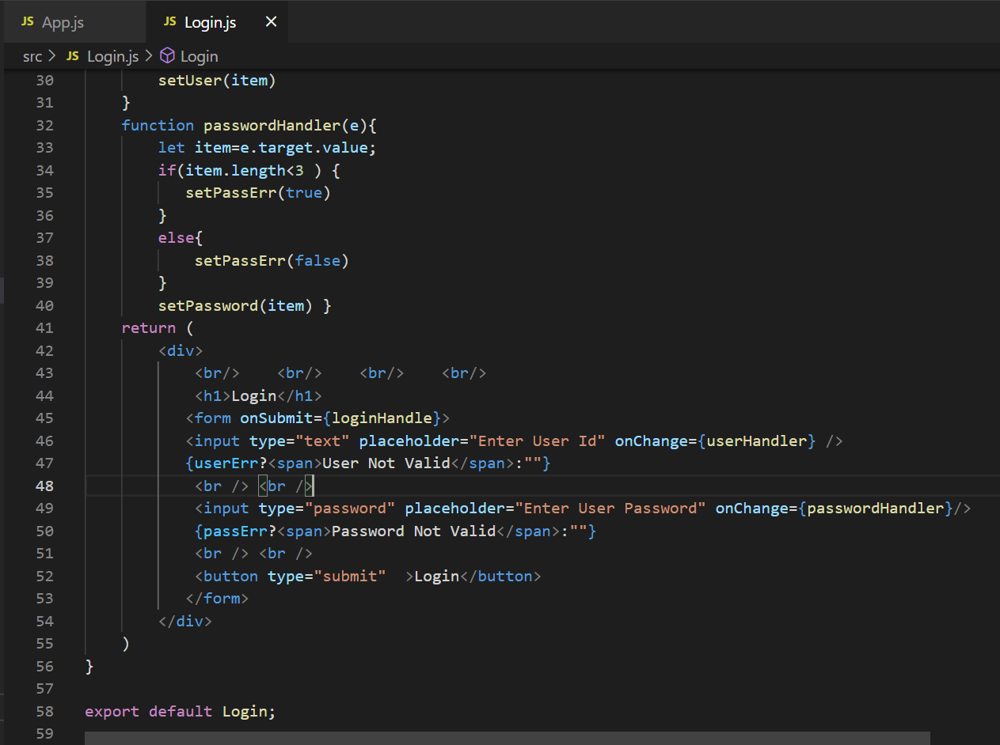 JS App.js JS Login.js ×
src > JS Login.js > Login
30 setUser(item)
31 }
32 function passwordHandler(e){
33 let item=e.target.value;
34 if(item.length<3 ) {
35 setPassErr(true)
36 }
37 else{
38 setPassErr(false)
39 }
40 setPassword(item) }
41 return (
42 <div>
43 <br/> <br/> <br/> <br/>
44 <h1>Login</h1>
45 <form onSubmit={loginHandle}>
46 <input type="text" placeholder="Enter User Id" onChange={userHandler} />
47 {userErr?<span>User Not Valid</span>:""}
48 <br /> <br />
49 <input type="password" placeholder="Enter User Password" onChange={passwordHandler}/>
50 {passErr?<span>Password Not Valid</span>:""}
51 <br /> <br />
52 <button type="submit" >Login</button>
53 </form>
54 </div>
55 )
56 }
57
58 export default Login;
59